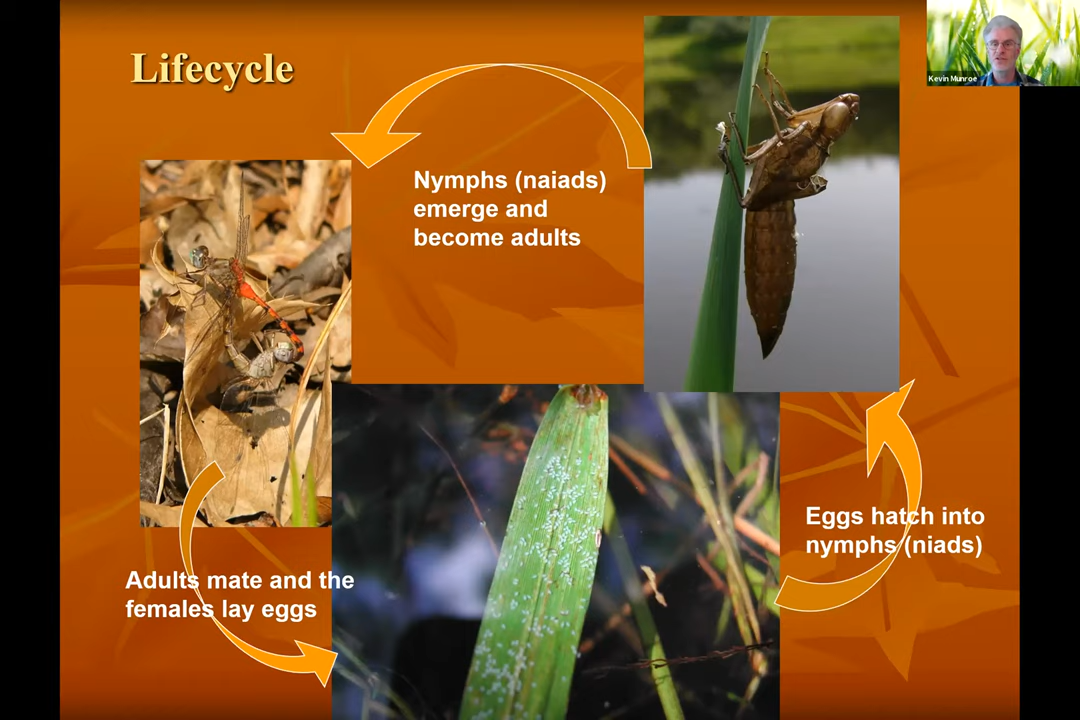 Lifecycle
Kevin Munroe
Nymphs (naiads)
emerge and
become adults
Eggs hatch into
nymphs (niads)
Adults mate and the
females lay eggs